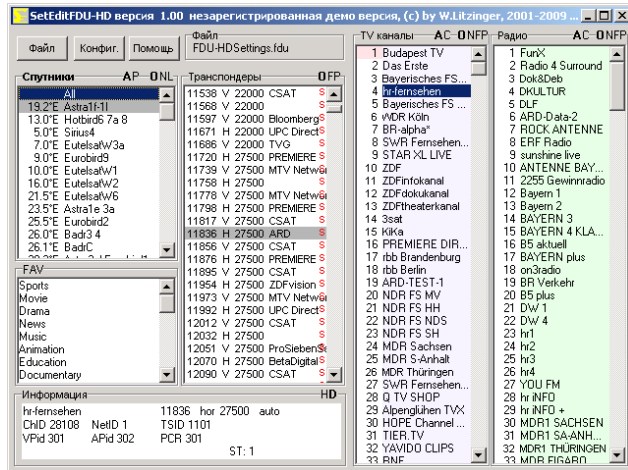 SetEditFDU-HD версия 1.00 незарегистрированная демо версия, (c) by W.Litzinger, 2001-2009 ...
Файл
Конфиг.
Помощь
Файл
FDU-HDSettings.fdu
Спутники AP 0NL
All
19.2°E Astra1f-1l
13.0°E Hotbird6 7a 8
5.0°E Sirius4
7.0°E EutelsatW3a
9.0°E Eurobird9
10.0°E EutelsatW1
16.0°E EutelsatW2
21.5°E EutelsatW6
23.5°E Astra1e 3a
25.5°E Eurobird2
26.0°E Badr3 4
26.1°E BadrC
FAV
Sports
Movie
Drama
News
Music
Animation
Education
Documentary
Транспондеры 0FP
11538 V 22000 CSAT S
11568 V 22000 S
11597 V 22000 Bloomberg S
11671 H 22000 UPC Direct S
11686 V 22000 TVG S
11720 H 27500 PREMIERE S
11739 V 27500 MTV Netw S
11758 H 27500 S
11778 V 27500 MTV Netw S
11798 H 27500 PREMIERE S
11817 V 27500 CSAT S
11836 H 27500 ARD S
11856 V 27500 CSAT S
11876 H 27500 PREMIERE S
11895 V 27500 CSAT S
11954 H 27500 ZDFvision S
11973 V 27500 MTV Netw S
11992 H 27500 UPC Direct S
12012 V 27500 CSAT S
12032 H 27500 S
12051 V 27500 ProSieben S
12070 H 27500 BetaDigital S
12090 V 27500 CSAT S
TV каналы AC 0NFP
1 Budapest TV
2 Das Erste
3 Bayerisches FS...
4 hr-fernsehen
5 Bayerisches FS ...
6 WDR Köln
7 BR-alpha*
8 SWR Fernsehen...
9 STAR XL LIVE
10 ZDF
11 ZDFinfokanal
12 ZDFdokukanal
13 ZDFtheaterkanal
14 3sat
15 KiKa
16 PREMIERE DIR...
17 rbb Brandenburg
18 rbb Berlin
19 ARD-TEST-1
20 NDR FS MV
21 NDR FS HH
22 NDR FS NDS
23 NDR FS SH
24 MDR Sachsen
25 MDR S-Anhalt
26 MDR Thüringen
27 SWR Fernsehen...
28 Q TV SHOP
29 Alpenglühen TVX
30 HOPE Channel ...
31 TIER.TV
32 YAVIDO CLIPS
33 RNF
Радио AC 0NFP
1 FunX
2 Radio 4 Surround
3 Dok&Deb
4 DKULTUR
5 DLF
6 ARD-Data-2
7 ROCK ANTENNE
8 ERF Radio
9 sunshine live
10 ANTENNE BAY...
11 2255 Gewinnradio
12 Bayern 1
13 Bayern 2
14 BAYERN 3
15 BAYERN 4 KLA...
16 B5 aktuell
17 BAYERN plus
18 on3radio
19 BR Verkehr
20 B5 plus
21 DW 1
22 DW 4
23 hr1
24 hr2
25 hr3
26 hr4
27 YOU FM
28 hr iNFO
29 hr iNFO +
30 MDR1 SACHSEN
31 MDR1 SA-ANH...
32 MDR1 THÜRINGEN
33 MDR FIGARO
Информация HD
hr-fernsehen 11836 hor 27500 auto
ChID 28108 NetID 1 TSID 1101
VPid 301 APid 302 PCR 301
ST: 1